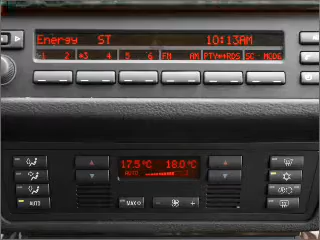 Energy ST 10:13AM
1 2 *3 4 5 6 FM AM PTY◄►RDS SC MODE
17.5°C 18.0°C
AUTO
AUTO MAX